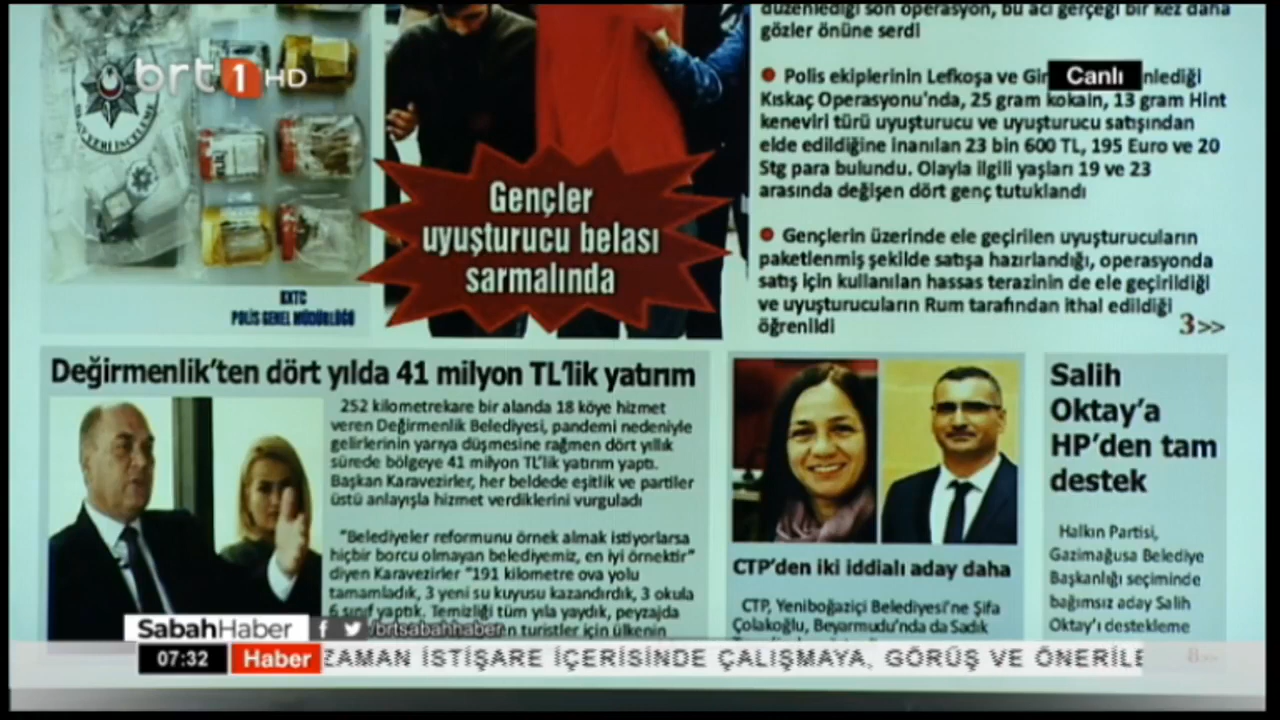 düzenlediği son operasyon, bu acı gerçeği bir kez daha
gözler önüne serdi
brt 1 HD
Canlı
Polis ekiplerinin Lefkoşa ve Gir nlediği
Kıskaç Operasyonu'nda, 25 gram kokain, 13 gram Hint
keneviri türü uyuşturucu ve uyuşturucu satışından
elde edildiğine inanılan 23 bin 600 TL, 195 Euro ve 20
Stg para bulundu. Olayla ilgili yaşları 19 ve 23
arasında değişen dört genç tutuklandı
Gençlerin üzerinde ele geçirilen uyuşturucuların
paketlenmiş şekilde satışa hazırlandığı, operasyonda
satış için kullanılan hassas terazinin de ele geçirildiği
ve uyuşturucuların Rum tarafından ithal edildiği
öğrenildi
3>>
OLAY YERİ İNCELEME
Gençler
uyuşturucu belası
sarmalında
KKTC
POLİS GENEL MÜDÜRLÜĞÜ
Değirmenlik'ten dört yılda 41 milyon TL'lik yatırım
252 kilometrekare bir alanda 18 köye hizmet
veren Değirmenlik Belediyesi, pandemi nedeniyle
gelirlerinin yarıya düşmesine rağmen dört yıllık
sürede bölgeye 41 milyon TL'lik yatırım yaptı.
Başkan Karavezirler, her beldede eşitlik ve partiler
üstü anlayışla hizmet verdiklerini vurguladı
"Belediyeler reformunu örnek almak istiyorlarsa
hiçbir borcu olmayan belediyemiz, en iyi örnektir"
diyen Karavezirler "191 kilometre ova yolu
tamamladık, 3 yeni su kuyusu kazandırdık, 3 okula
6 sınıf yaptık. Temizliği tüm yıla yaydık, peyzajda
en turistler için ülkenin
CTP'den iki iddialı aday daha
CTP, Yeniboğaziçi Belediyesi'ne Şifa
Çolakoğlu, Beyarmudu'nda da Sadık
Salih
Oktay'a
HP'den tam
destek
Halkın Partisi,
Gazimağusa Belediye
Başkanlığı seçiminde
bağımsız aday Salih
Oktay'ı destekleme
SabahHaber
/brtsabahhaber
07:32
Haber
ZAMAN İSTİŞARE İÇERİSİNDE ÇALIŞMAYA, GÖRÜŞ VE ÖNERİLE